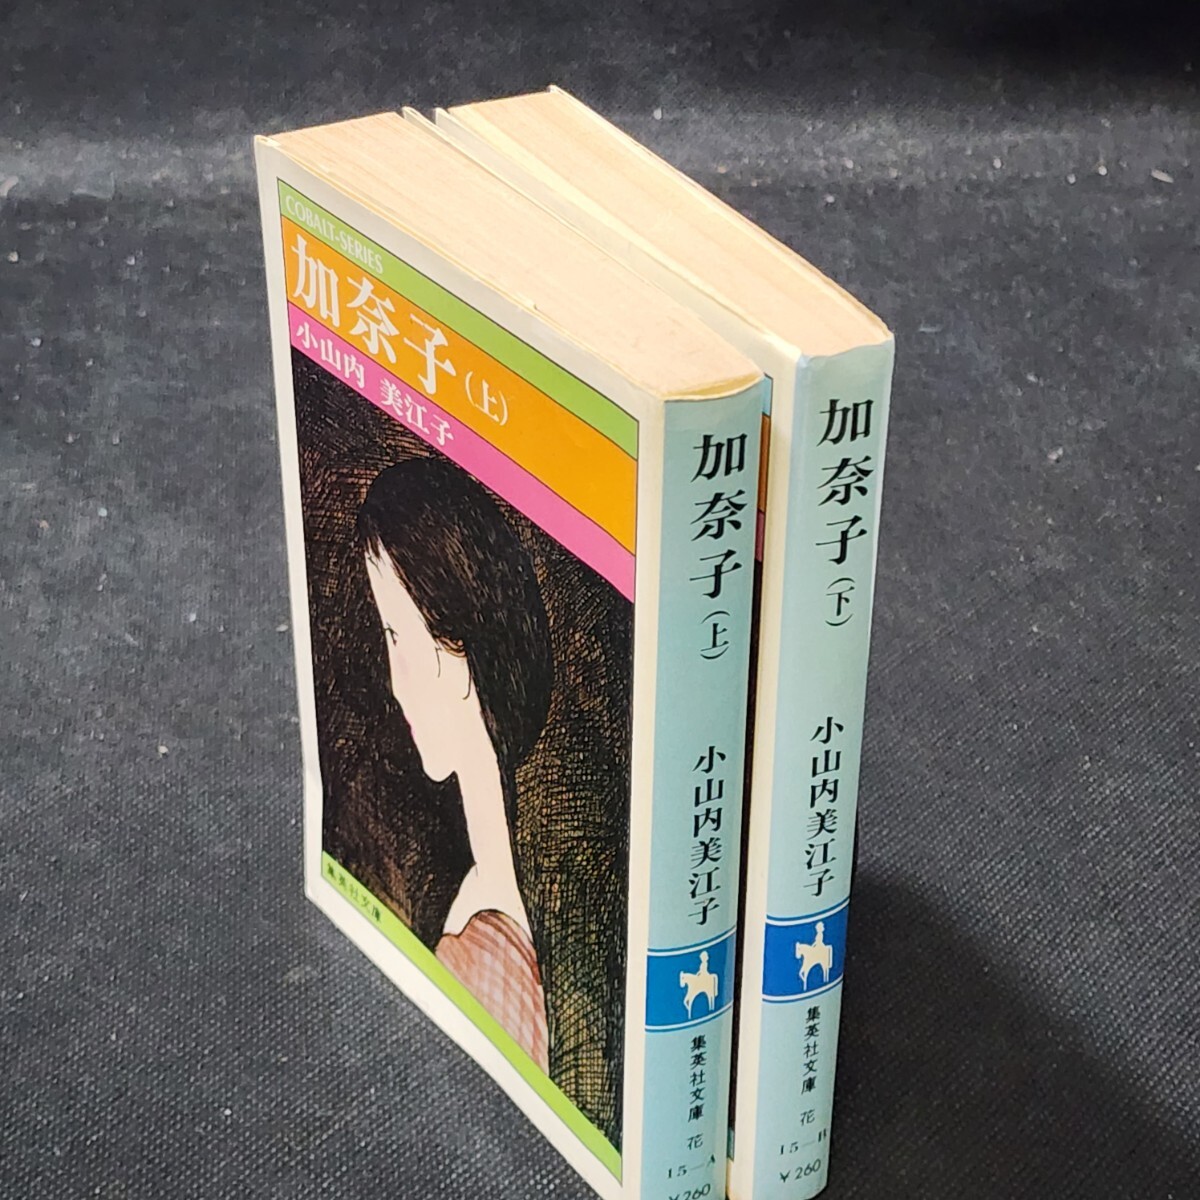 COBALT-SERIES
加奈子(上)
小山内 美江子
集英社文庫
加奈子(上)
小山内美江子
集英社文庫 花
15-A
¥260
加奈子(下)
小山内美江子
集英社文庫 花
15-B
¥260